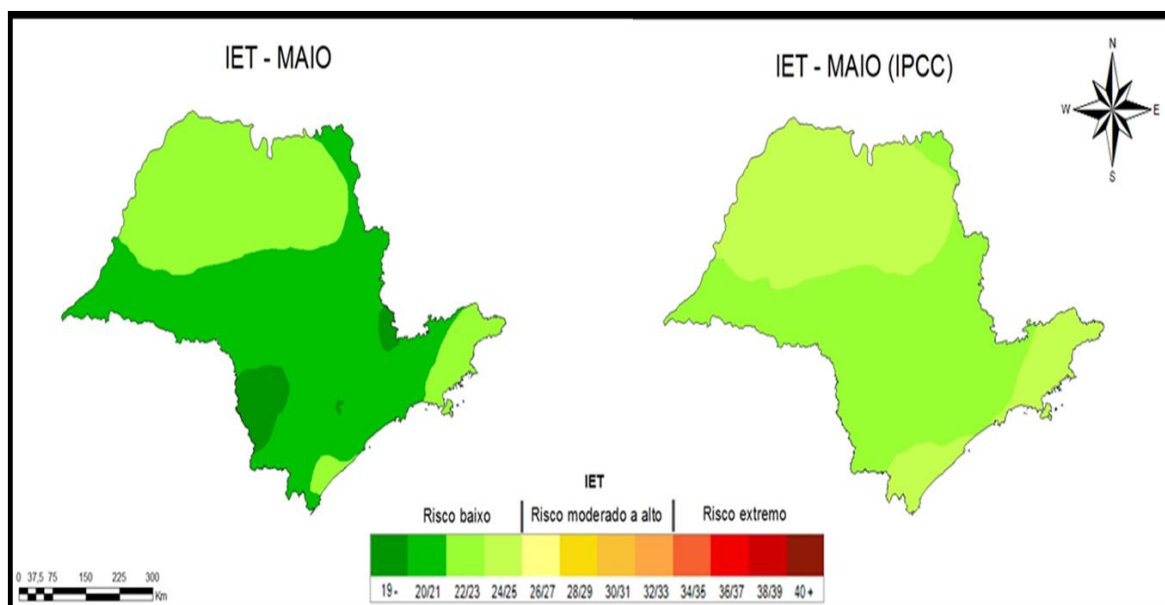 IET - MAIO
IET - MAIO (IPCC)
N
W
E
S
IET
Risco baixo
Risco moderado a alto
Risco extremo
19 -
20/21
22/23
24/25
26/27
28/29
30/31
32/33
34/35
36/37
38/39
40 +
0 37,5 75 150 225 300
Km